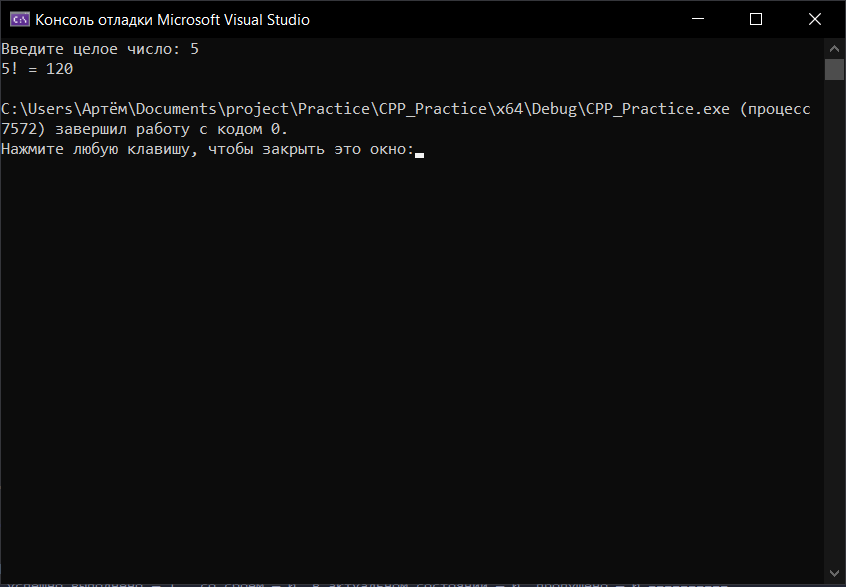 Консоль отладки Microsoft Visual Studio
Введите целое число: 5
5! = 120
C:\Users\Артём\Documents\project\Practice\CPP_Practice\x64\Debug\CPP_Practice.exe (процесс
7572) завершил работу с кодом 0.
Нажмите любую клавишу, чтобы закрыть это окно: